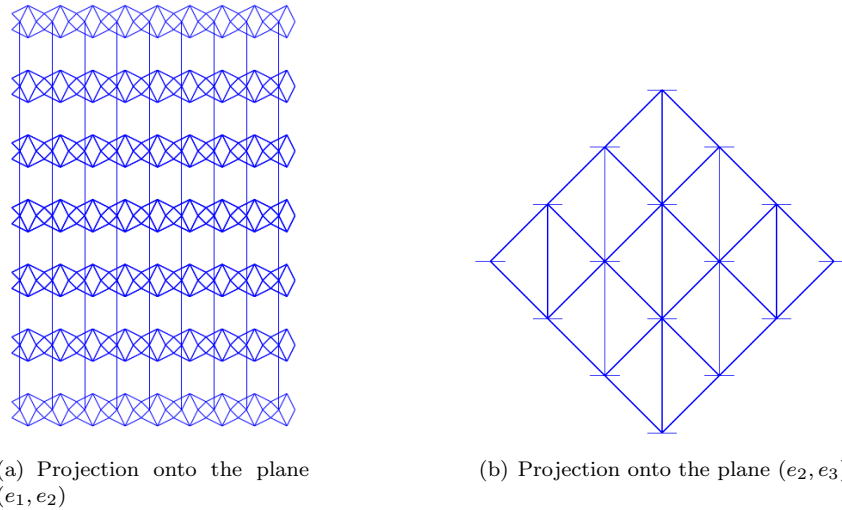 (a) Projection onto the plane
(e₁, e₂)
(b) Projection onto the plane (e₂, e₃)